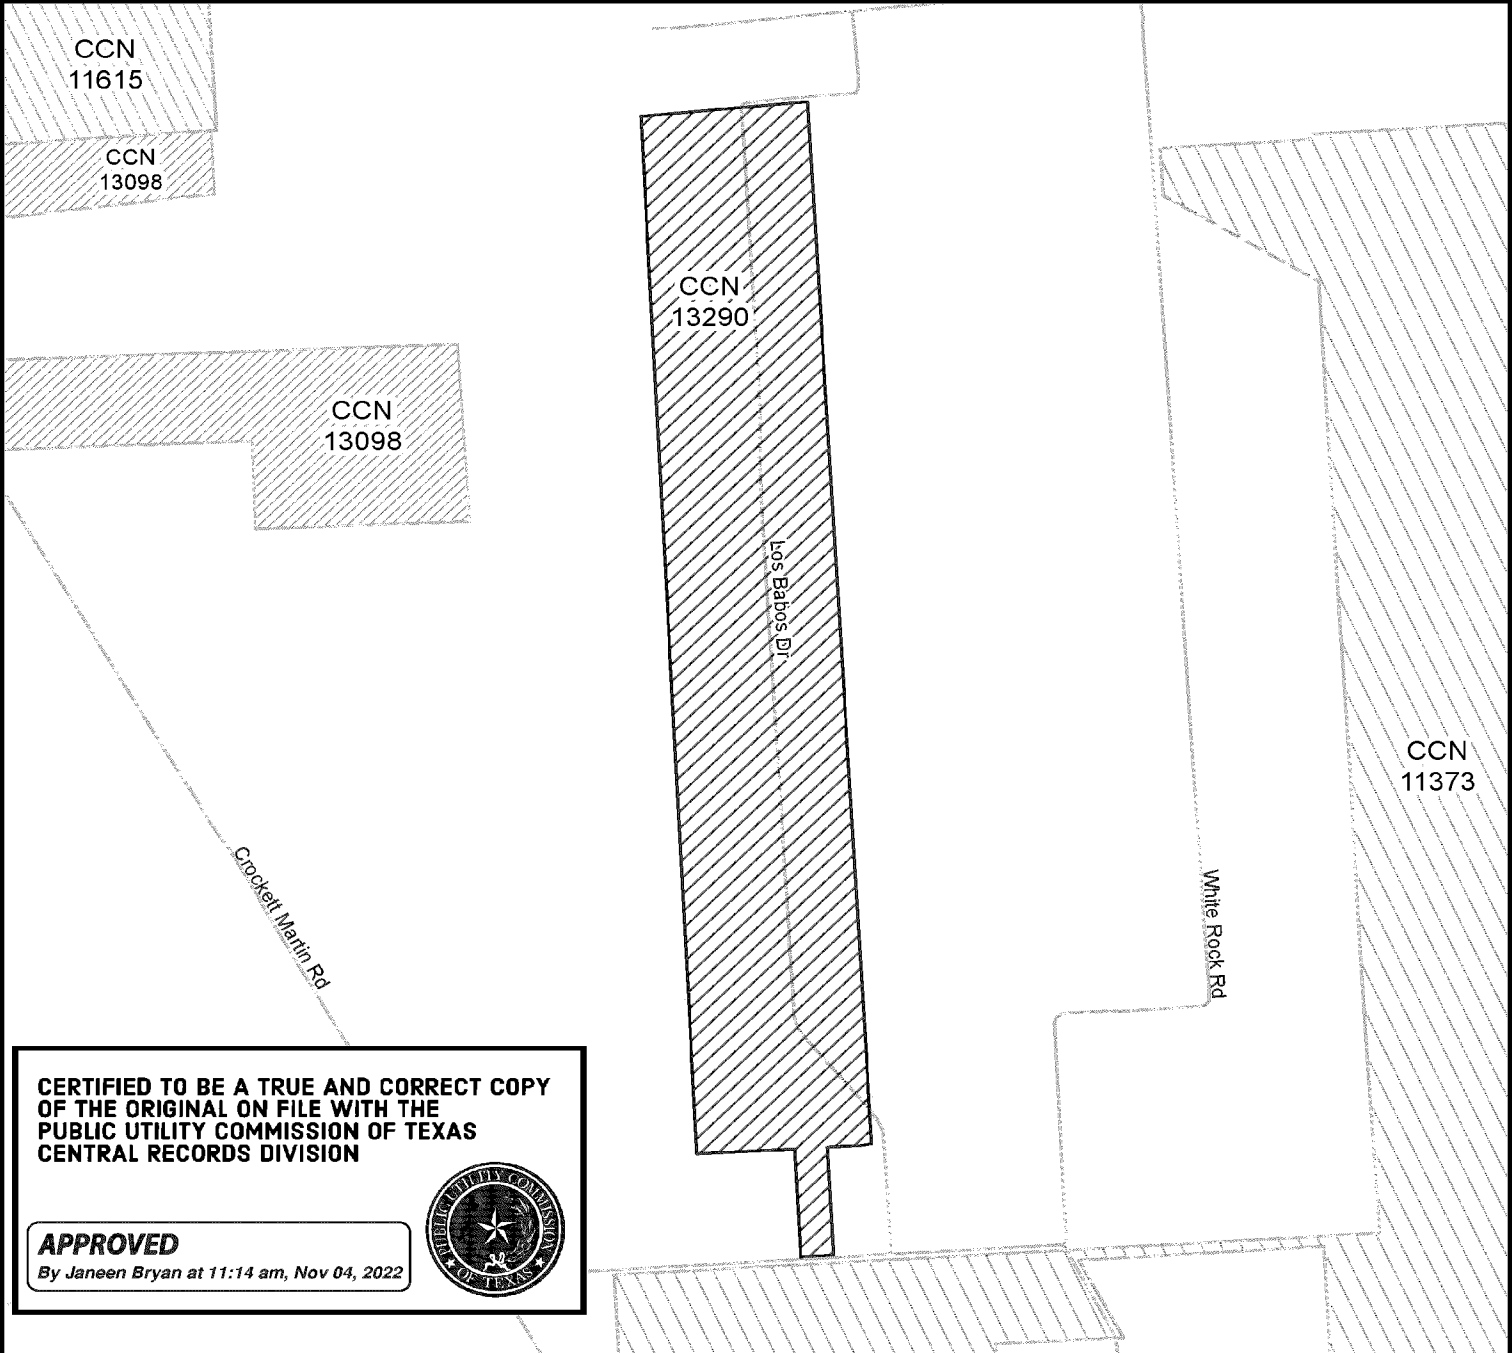 CCN
11615
CCN
13098
CCN
13290
CCN
13098
Los Babos Dr
CCN
11373
Crockett Martin Rd
White Rock Rd
CERTIFIED TO BE A TRUE AND CORRECT COPY
OF THE ORIGINAL ON FILE WITH THE
PUBLIC UTILITY COMMISSION OF TEXAS
CENTRAL RECORDS DIVISION
PUBLIC UTILITY COMMISSION
OF TEXAS
APPROVED
By Janeen Bryan at 11:14 am, Nov 04, 2022